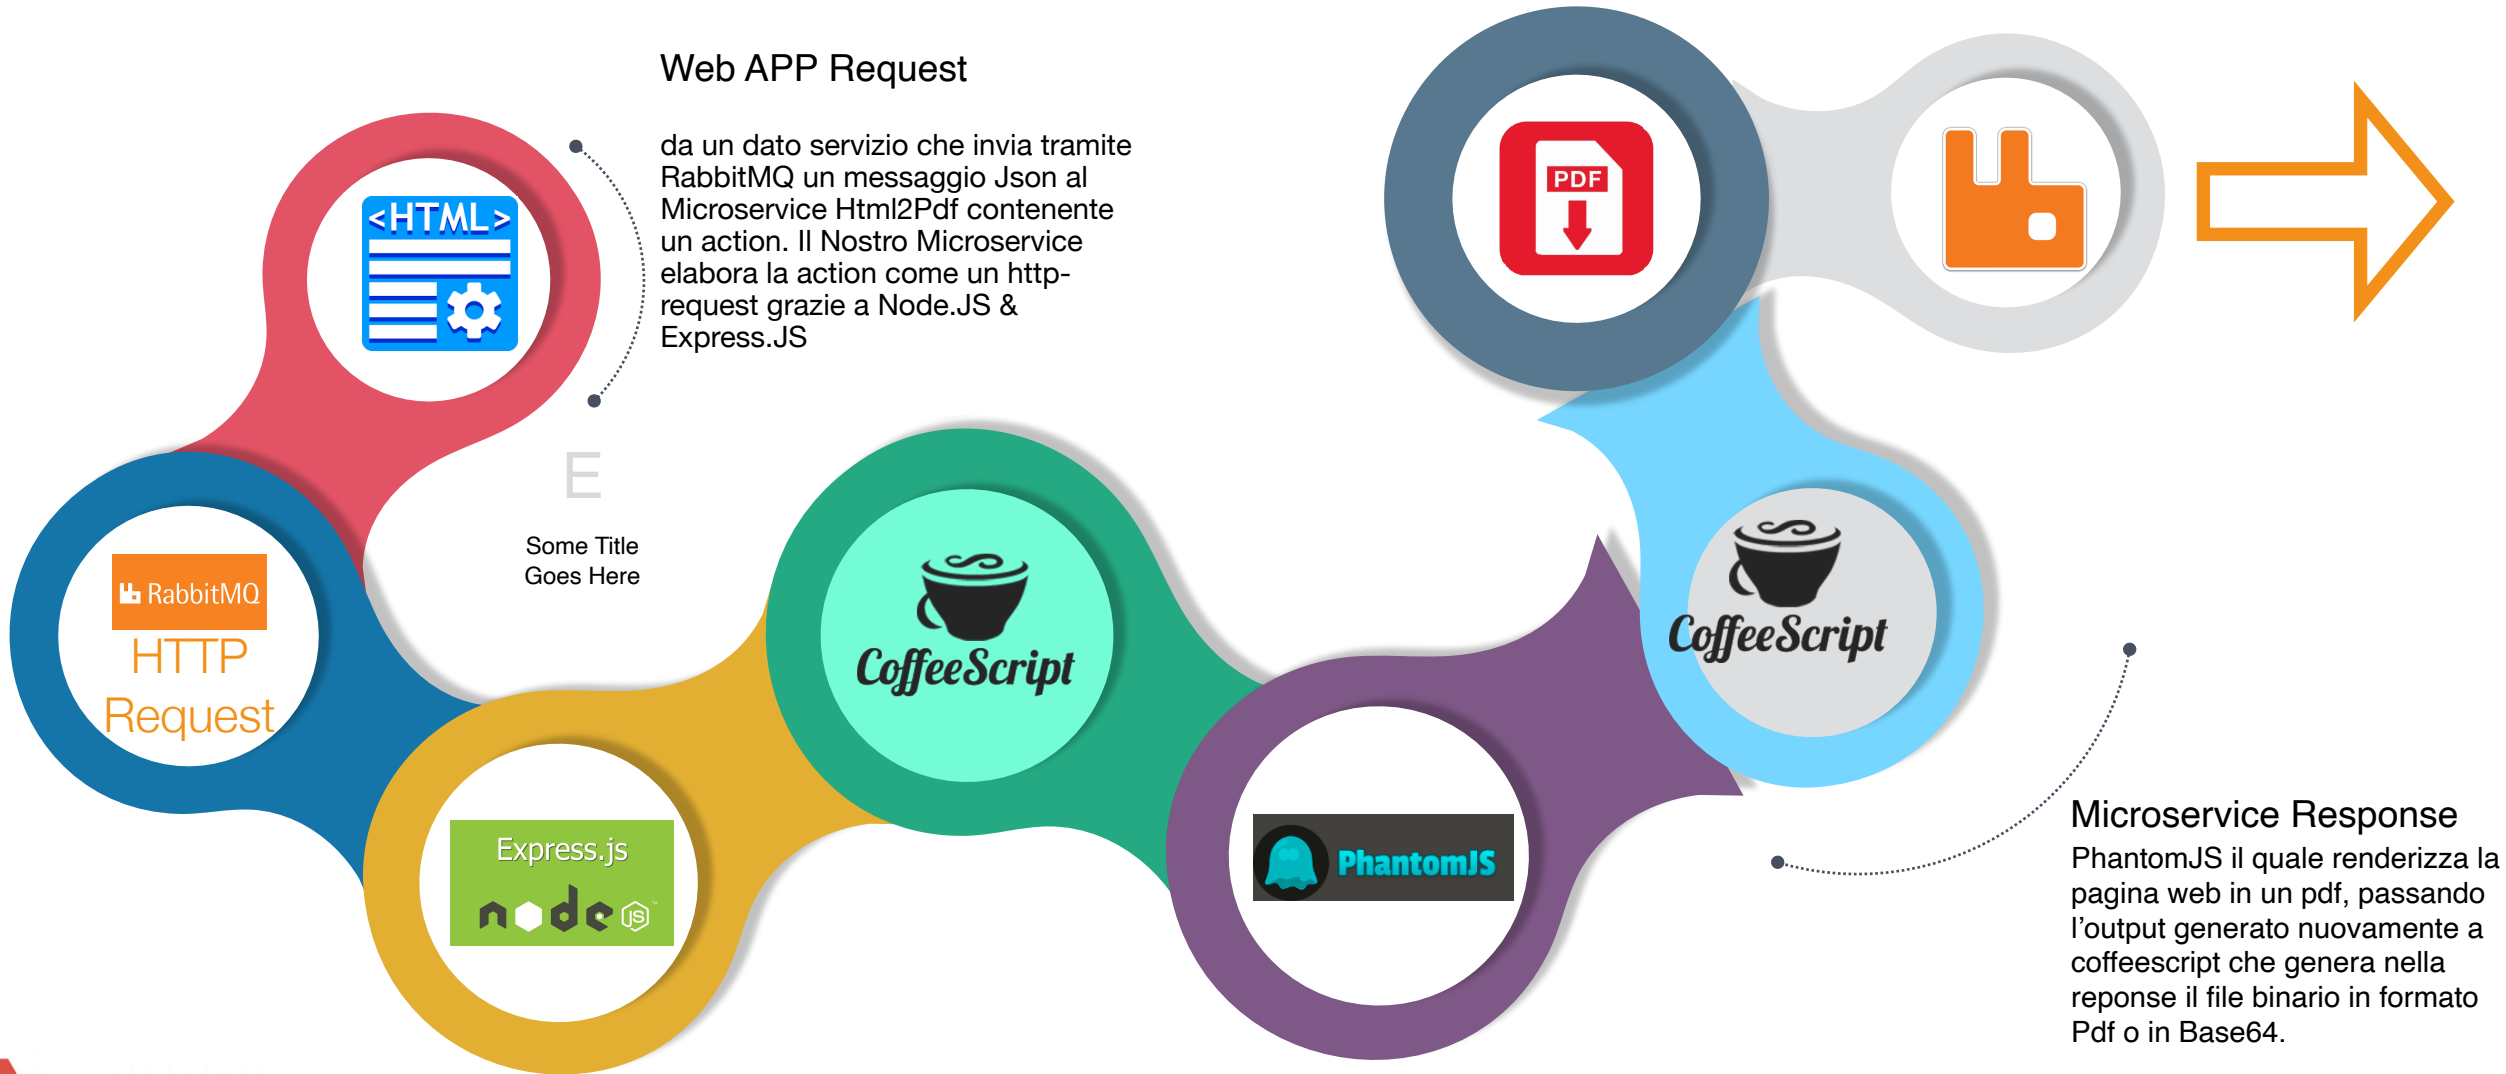 Web APP Request
da un dato servizio che invia tramite
RabbitMQ un messaggio Json al
Microservice Html2Pdf contenente
un action. Il Nostro Microservice
elabora la action come un http-
request grazie a Node.JS &
Express.JS
<HTML>
PDF
E
Some Title
Goes Here
RabbitMQ
HTTP
Request
CoffeeScript
CoffeeScript
Express.js
node
JS
PhantomJS
Microservice Response
PhantomJS il quale renderizza la
pagina web in un pdf, passando
l’output generato nuovamente a
coffeescript che genera nella
reponse il file binario in formato
Pdf o in Base64.